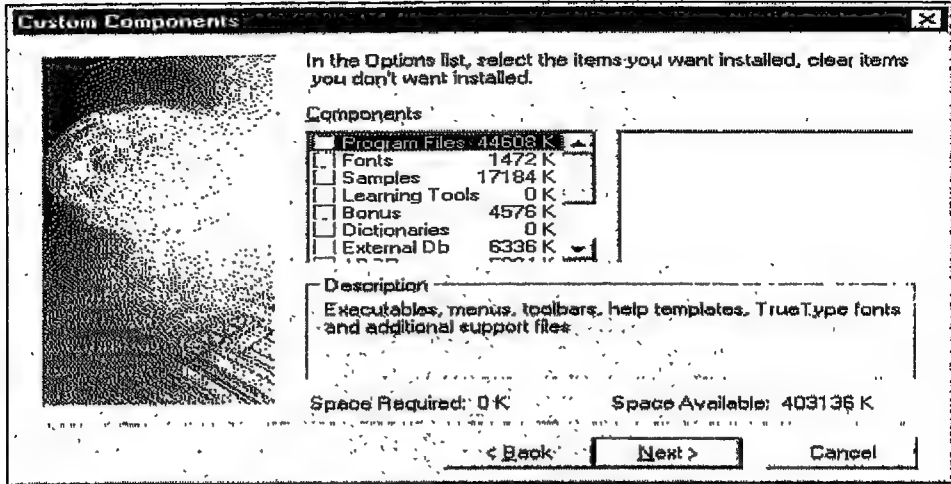 Custom Components
In the Options list, select the items you want installed, clear items
you don't want installed.
Components
Program Files 44608 K
Fonts 1472 K
Samples 17184 K
Learning Tools 0 K
Bonus 4576 K
Dictionaries 0 K
External Db 6336 K
Description
Executables, menus, toolbars, help templates, TrueType fonts
and additional support files
Space Required: 0 K Space Available: 403136 K
< Back Next > Cancel